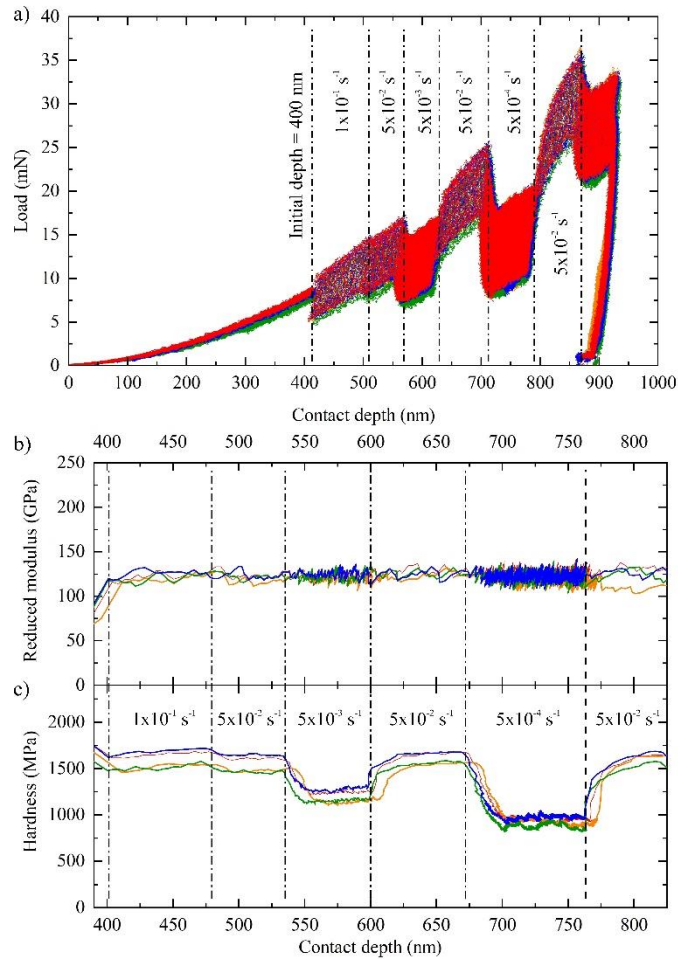 a)
40
35
30
25
20
15
10
5
0
Load (mN)
Initial depth = 400 nm
1x10⁻¹ s⁻¹
5x10⁻² s⁻¹
5x10⁻³ s⁻¹
5x10⁻² s⁻¹
5x10⁻⁴ s⁻¹
5x10⁻² s⁻¹
0 100 200 300 400 500 600 700 800 900 1000
Contact depth (nm)
b)
400 450 500 550 600 650 700 750 800
250
200
150
100
50
0
Reduced modulus (GPa)
c)
1x10⁻¹ s⁻¹ 5x10⁻² s⁻¹ 5x10⁻³ s⁻¹ 5x10⁻² s⁻¹ 5x10⁻⁴ s⁻¹ 5x10⁻² s⁻¹
2000
1500
1000
500
0
Hardness (MPa)
400 450 500 550 600 650 700 750 800
Contact depth (nm)